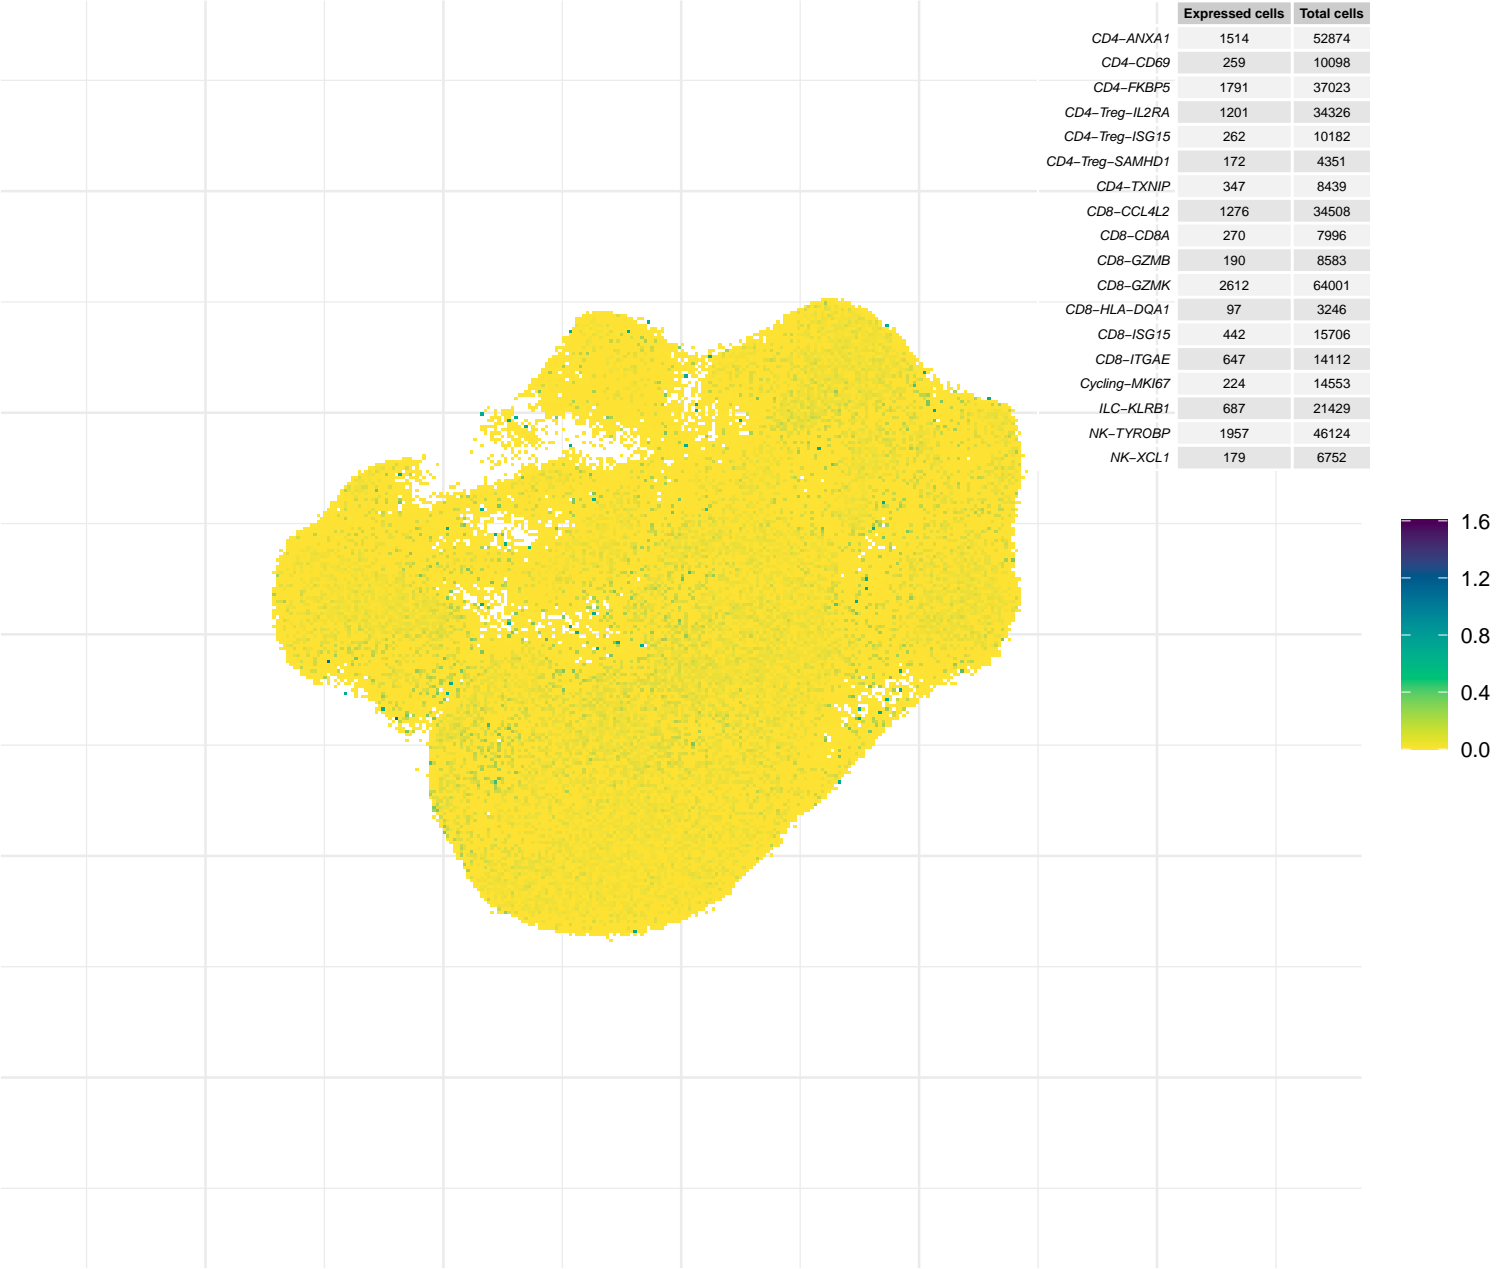 Expressed cells Total cells
CD4−ANXA1 1514 52874
CD4−CD69 259 10098
CD4−FKBP5 1791 37023
CD4−Treg−IL2RA 1201 34326
CD4−Treg−ISG15 262 10182
CD4−Treg−SAMHD1 172 4351
CD4−TXNIP 347 8439
CD8−CCL4L2 1276 34508
CD8−CD8A 270 7996
CD8−GZMB 190 8583
CD8−GZMK 2612 64001
CD8−HLA−DQA1 97 3246
CD8−ISG15 442 15706
CD8−ITGAE 647 14112
Cycling−MKI67 224 14553
ILC−KLRB1 687 21429
NK−TYROBP 1957 46124
NK−XCL1 179 6752
1.6
1.2
0.8
0.4
0.0